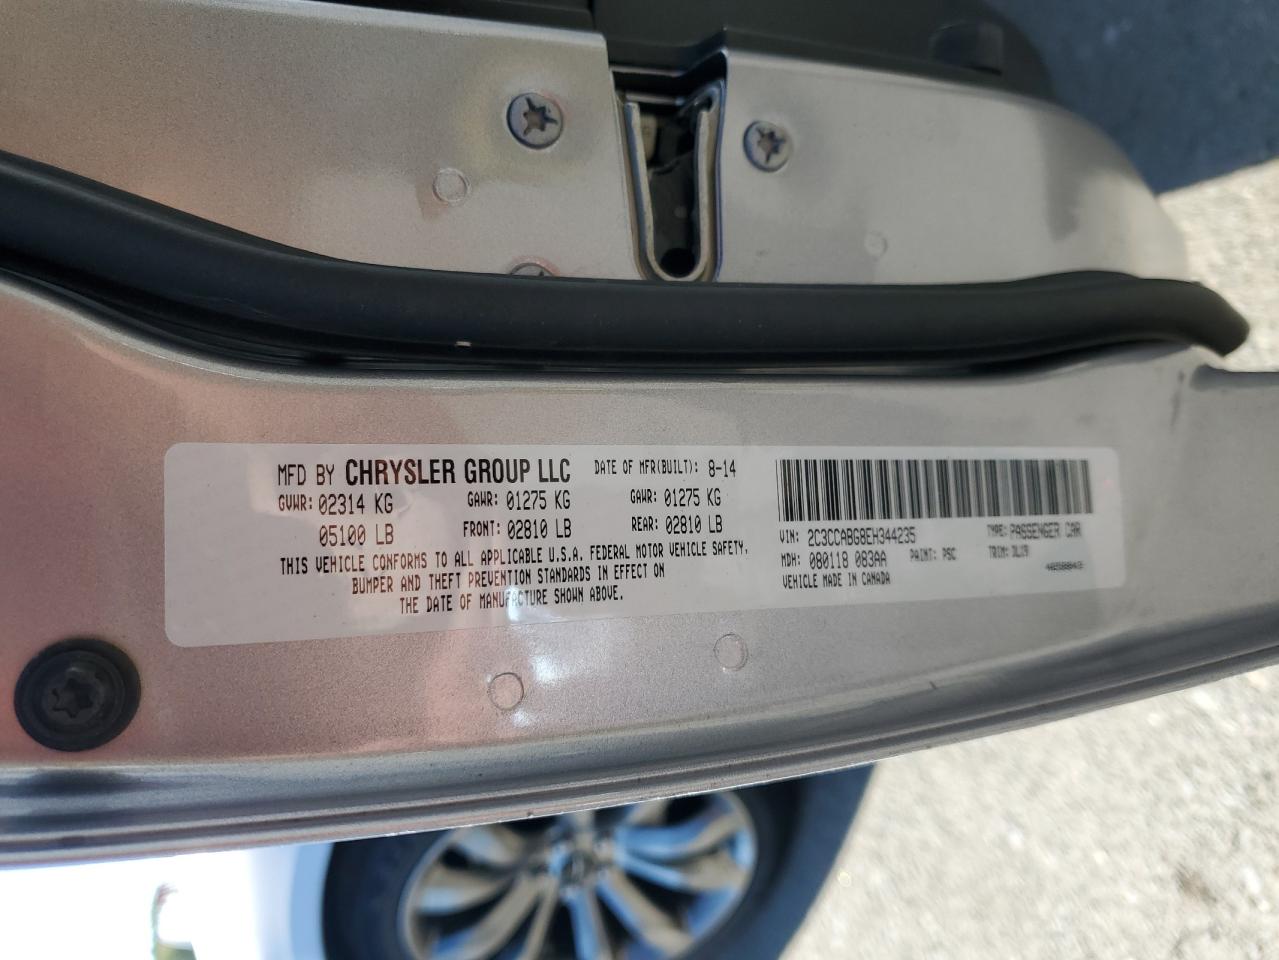 MFD BY CHRYSLER GROUP LLC DATE OF MFR(BUILT): 8-14
GVWR: 02314 KG GAWR: 01275 KG GAWR: 01275 KG
05100 LB FRONT: 02810 LB REAR: 02810 LB
THIS VEHICLE CONFORMS TO ALL APPLICABLE U.S.A. FEDERAL MOTOR VEHICLE SAFETY,
BUMPER AND THEFT PREVENTION STANDARDS IN EFFECT ON
THE DATE OF MANUFACTURE SHOWN ABOVE.
VIN: 2C3CCABG8EH344235 TYPE: PASSENGER CAR
MDH: 080118 083AA PAINT: PSC TRIM: DLX9
VEHICLE MADE IN CANADA